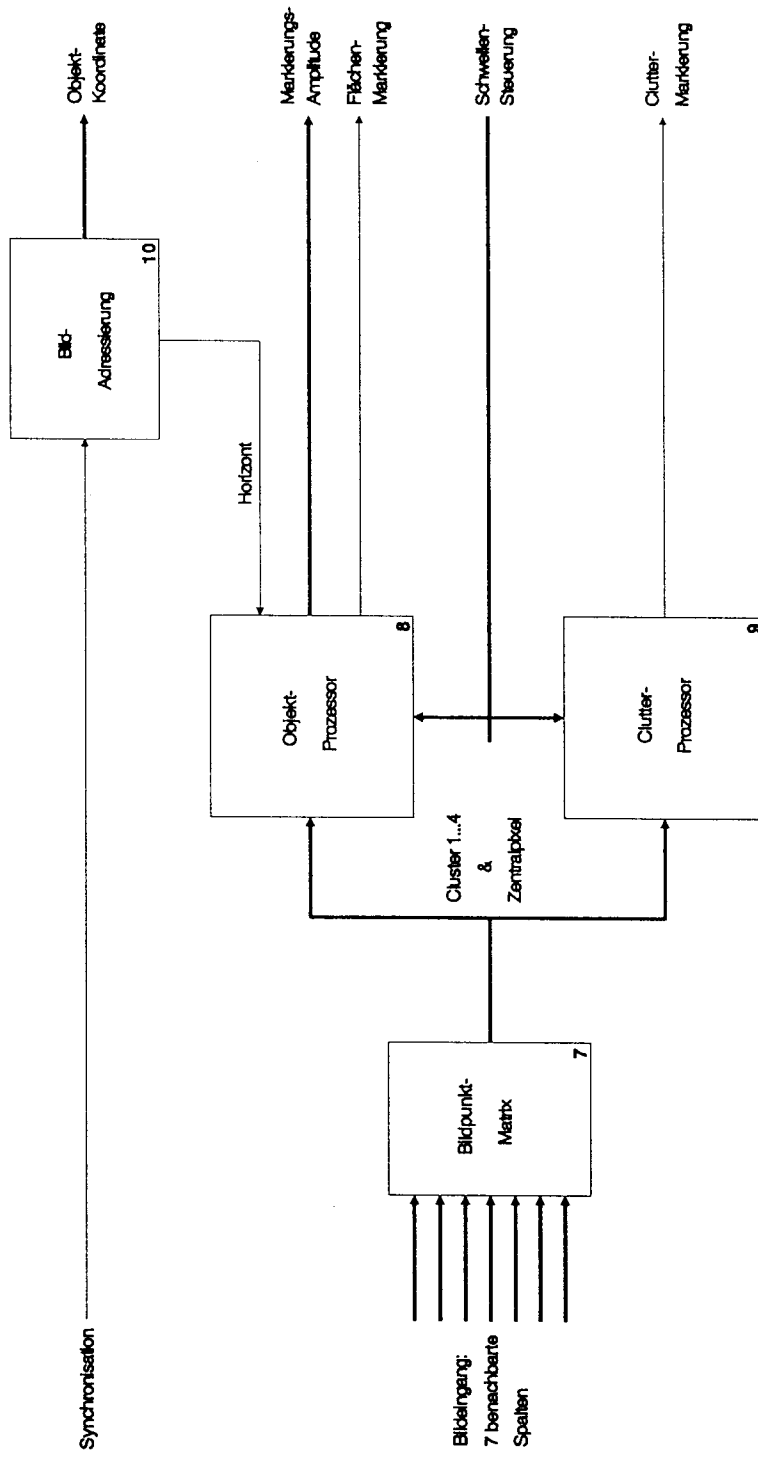 Synchronisation
Bild-
Adressierung
10
Objekt-
Koordinate
Horizont
Objekt-
Prozessor
8
Markierungs-
Amplitude
Flächen-
Markierung
Bildeingang:
7 benachbarte
Spalten
Bildpunkt-
Matrix
7
Cluster 1...4
&
Zentralpixel
Schwellen-
Steuerung
Clutter-
Prozessor
9
Clutter-
Markierung